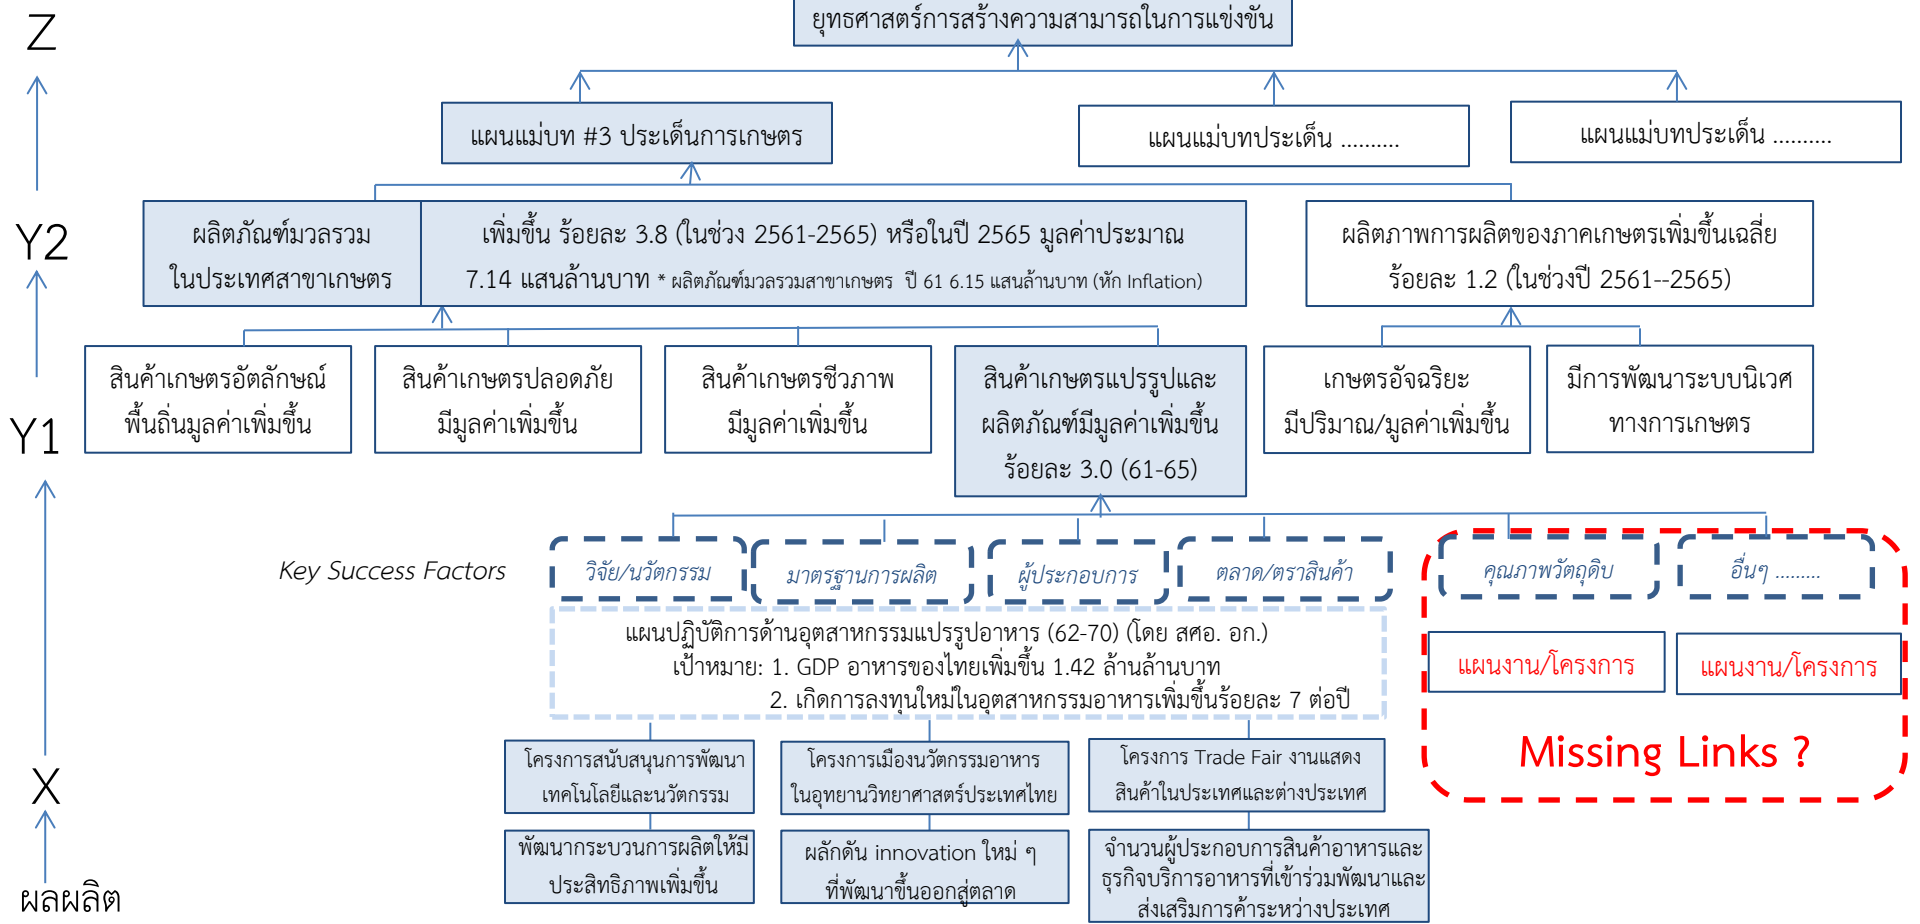 ยุทธศาสตร์การสร้างความสามารถในการแข่งขัน
Z
แผนแม่บท #3 ประเด็นการเกษตร
แผนแม่บทประเด็น ..........
แผนแม่บทประเด็น ..........
Y2
ผลิตภัณฑ์มวลรวม
ในประเทศสาขาเกษตร
เพิ่มขึ้น ร้อยละ 3.8 (ในช่วง 2561-2565) หรือในปี 2565 มูลค่าประมาณ
7.14 แสนล้านบาท * ผลิตภัณฑ์มวลรวมสาขาเกษตร ปี 61 6.15 แสนล้านบาท (หัก Inflation)
ผลิตภาพการผลิตของภาคเกษตรเพิ่มขึ้นเฉลี่ย
ร้อยละ 1.2 (ในช่วงปี 2561--2565)
Y1
สินค้าเกษตรอัตลักษณ์
พื้นถิ่นมูลค่าเพิ่มขึ้น
สินค้าเกษตรปลอดภัย
มีมูลค่าเพิ่มขึ้น
สินค้าเกษตรชีวภาพ
มีมูลค่าเพิ่มขึ้น
สินค้าเกษตรแปรรูปและ
ผลิตภัณฑ์มีมูลค่าเพิ่มขึ้น
ร้อยละ 3.0 (61-65)
เกษตรอัจฉริยะ
มีปริมาณ/มูลค่าเพิ่มขึ้น
มีการพัฒนาระบบนิเวศ
ทางการเกษตร
Key Success Factors
วิจัย/นวัตกรรม
มาตรฐานการผลิต
ผู้ประกอบการ
ตลาด/ตราสินค้า
คุณภาพวัตถุดิบ
อื่นๆ .........
แผนปฏิบัติการด้านอุตสาหกรรมแปรรูปอาหาร (62-70) (โดย สศอ. อก.)
เป้าหมาย: 1. GDP อาหารของไทยเพิ่มขึ้น 1.42 ล้านล้านบาท
2. เกิดการลงทุนใหม่ในอุตสาหกรรมอาหารเพิ่มขึ้นร้อยละ 7 ต่อปี
แผนงาน/โครงการ
แผนงาน/โครงการ
Missing Links ?
X
โครงการสนับสนุนการพัฒนา
เทคโนโลยีและนวัตกรรม
โครงการเมืองนวัตกรรมอาหาร
ในอุทยานวิทยาศาสตร์ประเทศไทย
โครงการ Trade Fair งานแสดง
สินค้าในประเทศและต่างประเทศ
ผลผลิต
พัฒนากระบวนการผลิตให้มี
ประสิทธิภาพเพิ่มขึ้น
ผลักดัน innovation ใหม่ ๆ
ที่พัฒนาขึ้นออกสู่ตลาด
จำนวนผู้ประกอบการสินค้าอาหารและ
ธุรกิจบริการอาหารที่เข้าร่วมพัฒนาและ
ส่งเสริมการค้าระหว่างประเทศ